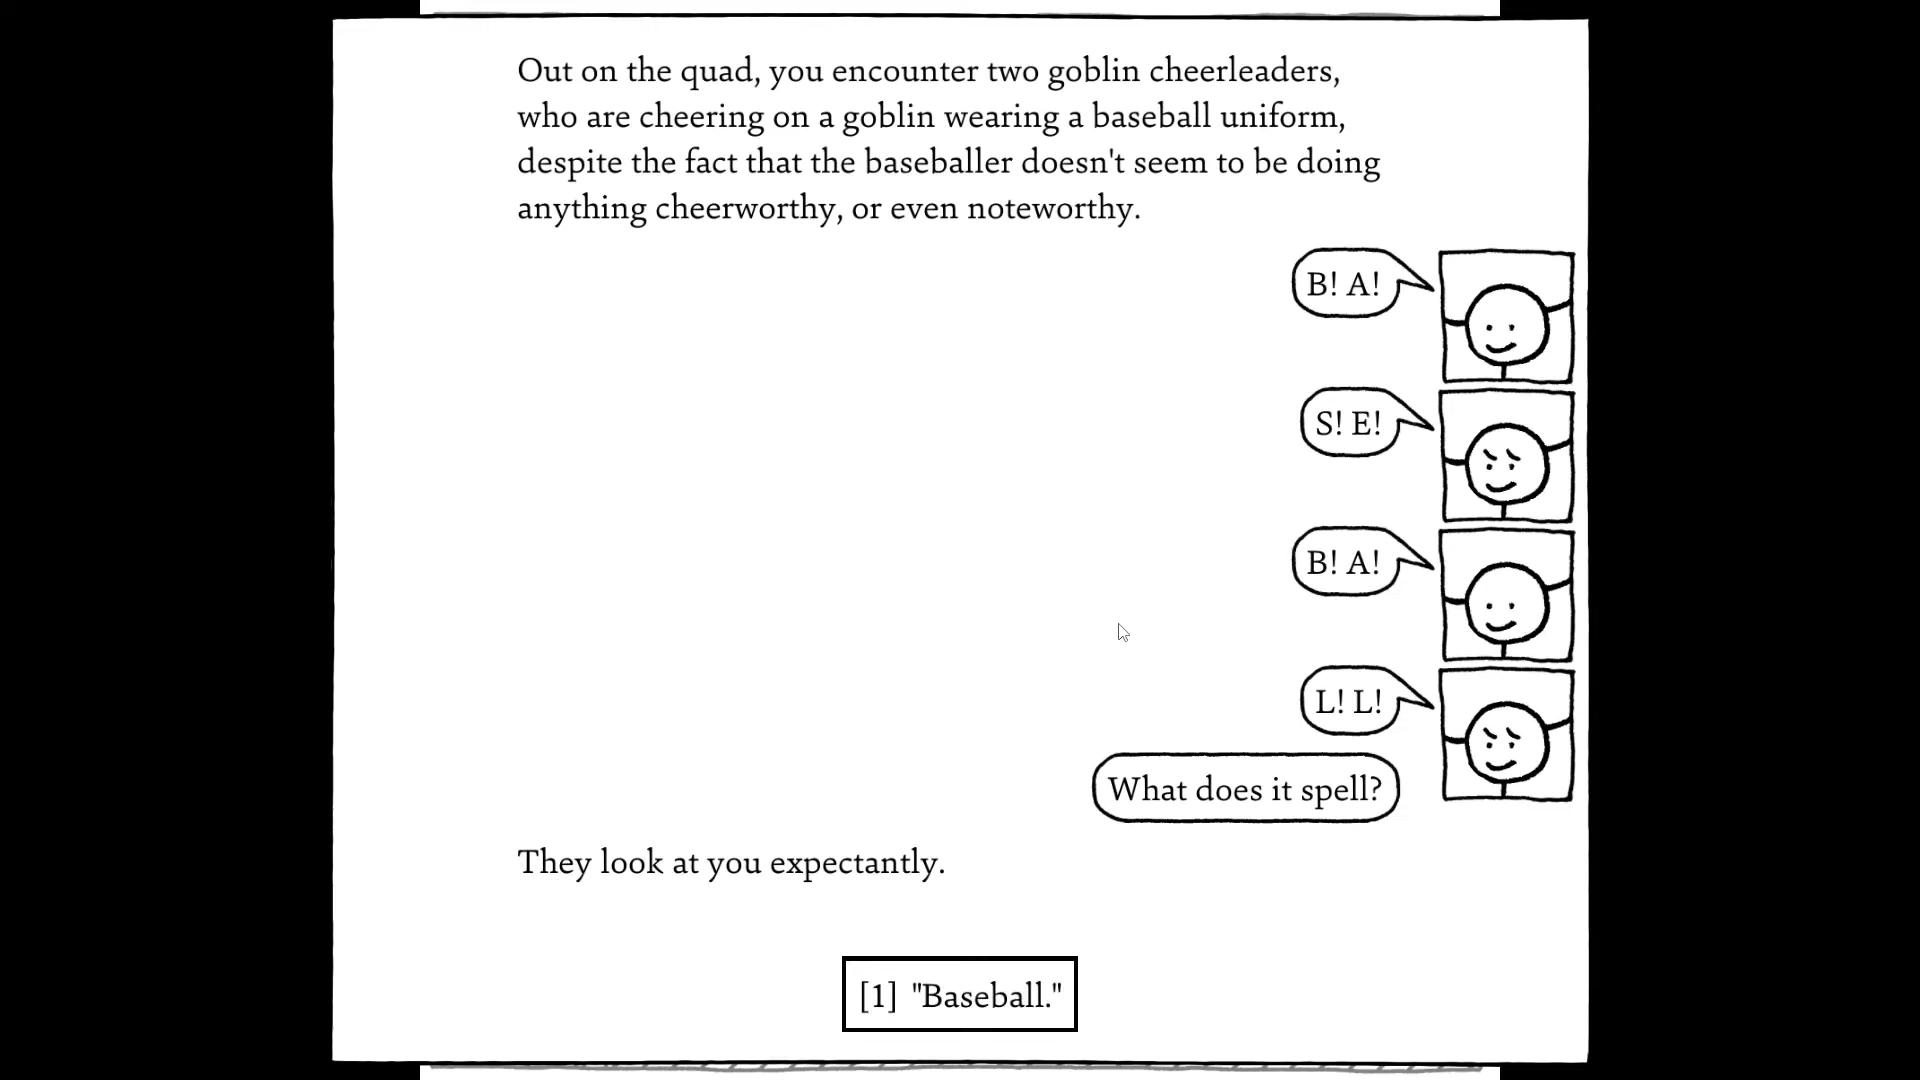 Out on the quad, you encounter two goblin cheerleaders,
who are cheering on a goblin wearing a baseball uniform,
despite the fact that the baseballer doesn't seem to be doing
anything cheerworthy, or even noteworthy.
B! A!
S! E!
B! A!
L! L!
What does it spell?
They look at you expectantly.
[1] "Baseball."